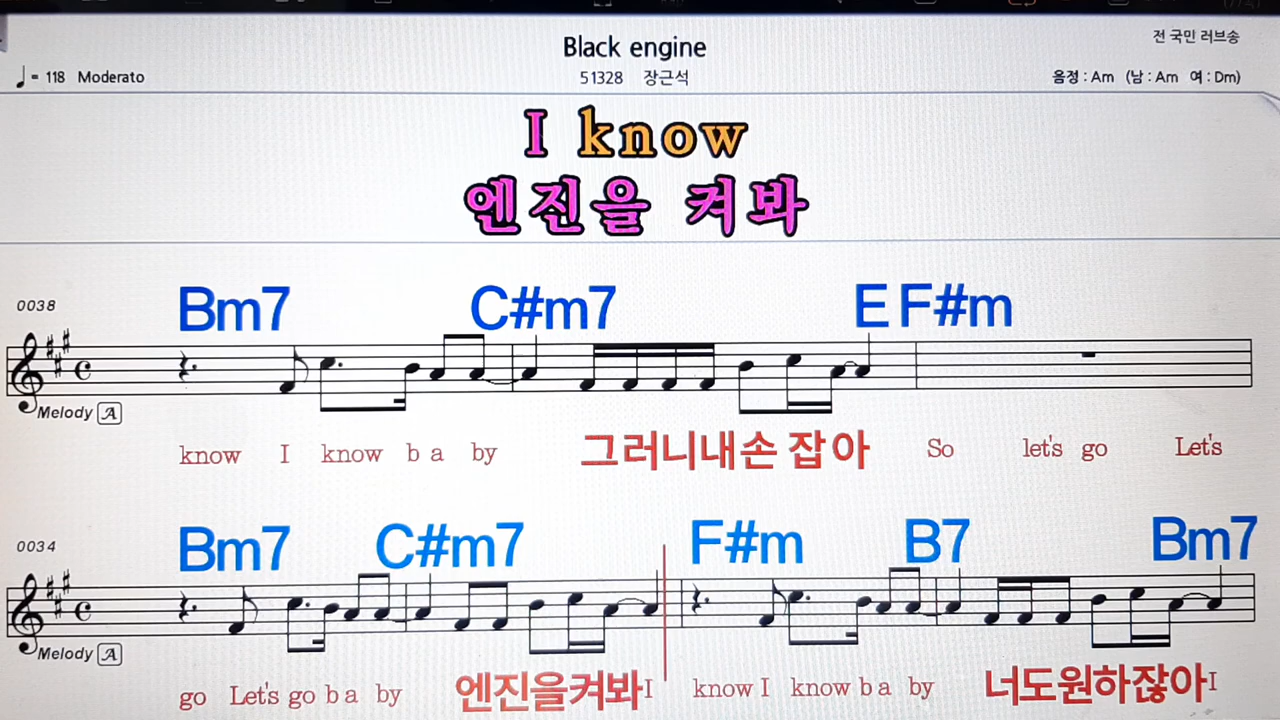 Black engine
전 국민 러브송
= 118 Moderato
51328 장근석
음정 : Am (남 : Am 여 : Dm)
I know
엔진을 켜봐
0038
Bm7 C#m7 E F#m
Melody A
know I know b a by 그러니내손 잡아 So let's go Let's
0034
Bm7 C#m7 F#m B7 Bm7
Melody A
go Let's go b a by 엔진을켜봐 I know I know b a by 너도원하잖아 I